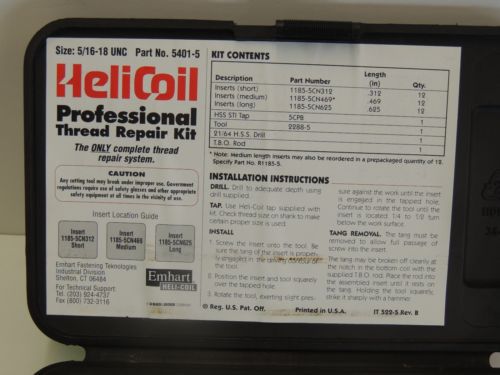 Size: 5/16-18 UNC Part No. 5401-5
HeliCoil
Professional
Thread Repair Kit
The ONLY complete thread
repair system.
CAUTION
Any cutting tool may break under improper use. Government
regulations require use of safety glasses and other appropriate
safety equipment at all times in the vicinity of use.
Insert Location Guide
Insert
1185-5CN312
Short
Insert
1185-5CN469
Medium
Insert
1185-5CN625
Long
Emhart Fastening Teknologies
Industrial Division
Shelton, CT 06484
For Technical Support:
Tel. (203) 924-4737
Fax (800) 732-3116
Emhart
HELI-COIL
KIT CONTENTS
Description Part Number Length (in) Qty.
Inserts (short) 1185-5CN312 .312 12
Inserts (medium) 1185-5CN469* .469 12
Inserts (long) 1185-5CN625 .625 12
HSS STI Tap 5CPB 1
Tool 2288-5 1
21/64 H.S.S. Drill 1
T.B.O. Rod 1
* Note: Medium length inserts may also be reordered in a prepackaged quantity of 12.
Specify Part No. R1185-5.
INSTALLATION INSTRUCTIONS
DRILL. Drill to adequate depth using
drill supplied.
TAP. Use Heli-Coil tap supplied with
kit. Check thread size on shank to make
certain proper size is used.
INSTALL
1. Screw the insert onto the tool. Be
sure the tang of the insert is properly
engaged in the
2. Position the insert and tool squarely
over the tapped hole.
3. Rotate the tool, exerting slight pres-
sure against the work until the insert
is engaged in the tapped hole.
Continue to rotate the tool until the
insert is located 1/4 to 1/2 turn
below the work surface.
TANG REMOVAL. The tang must be
removed to allow full passage of
screw into the insert.
The tang may be broken off cleanly at
the notch in the bottom coil with the
supplied T.B.O. rod. Place the rod into
the assembled insert until it rests on
the tang. Holding the tool squarely,
strike it sharply with a hammer
© Reg. U.S. Pat. Off. Printed in U.S.A. IT 522-5 Rev. B